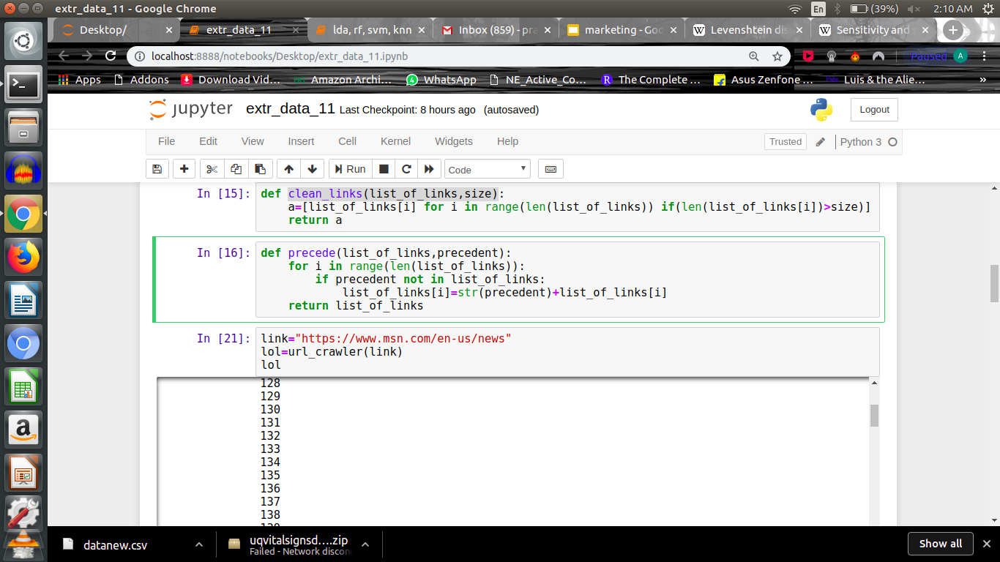 extr_data_11 - Google Chrome
En
(39%)
2:10 AM
Desktop/
extr_data_11
lda, rf, svm, knn
Inbox (859) - pra
marketing - Goo
Levenshtein dis
Sensitivity and s
localhost:8888/notebooks/Desktop/extr_data_11.ipynb
Paused
A
Apps
Addons
Download Vid...
Amazon Archi...
4
WhatsApp
NE_Active_Co...
R
The Complete ...
Asus Zenfone ...
Luis & the Alie...
»
jupyter
extr_data_11
Last Checkpoint: 8 hours ago
(autosaved)
Logout
File
Edit
View
Insert
Cell
Kernel
Widgets
Help
Trusted
Python 3
Run
Code
In [15]:
def clean_links(list_of_links,size):
a=[list_of_links[i] for i in range(len(list_of_links)) if(len(list_of_links[i])>size)]
return a
In [16]:
def precede(list_of_links,precedent):
for i in range(len(list_of_links)):
if precedent not in list_of_links:
list_of_links[i]=str(precedent)+list_of_links[i]
return list_of_links
In [21]:
link="https://www.msn.com/en-us/news"
lol=url_crawler(link)
lol
128
129
130
131
132
133
134
135
136
137
138
139
datanew.csv
uqvitalsignsd....zip
Failed - Network discon
Show all